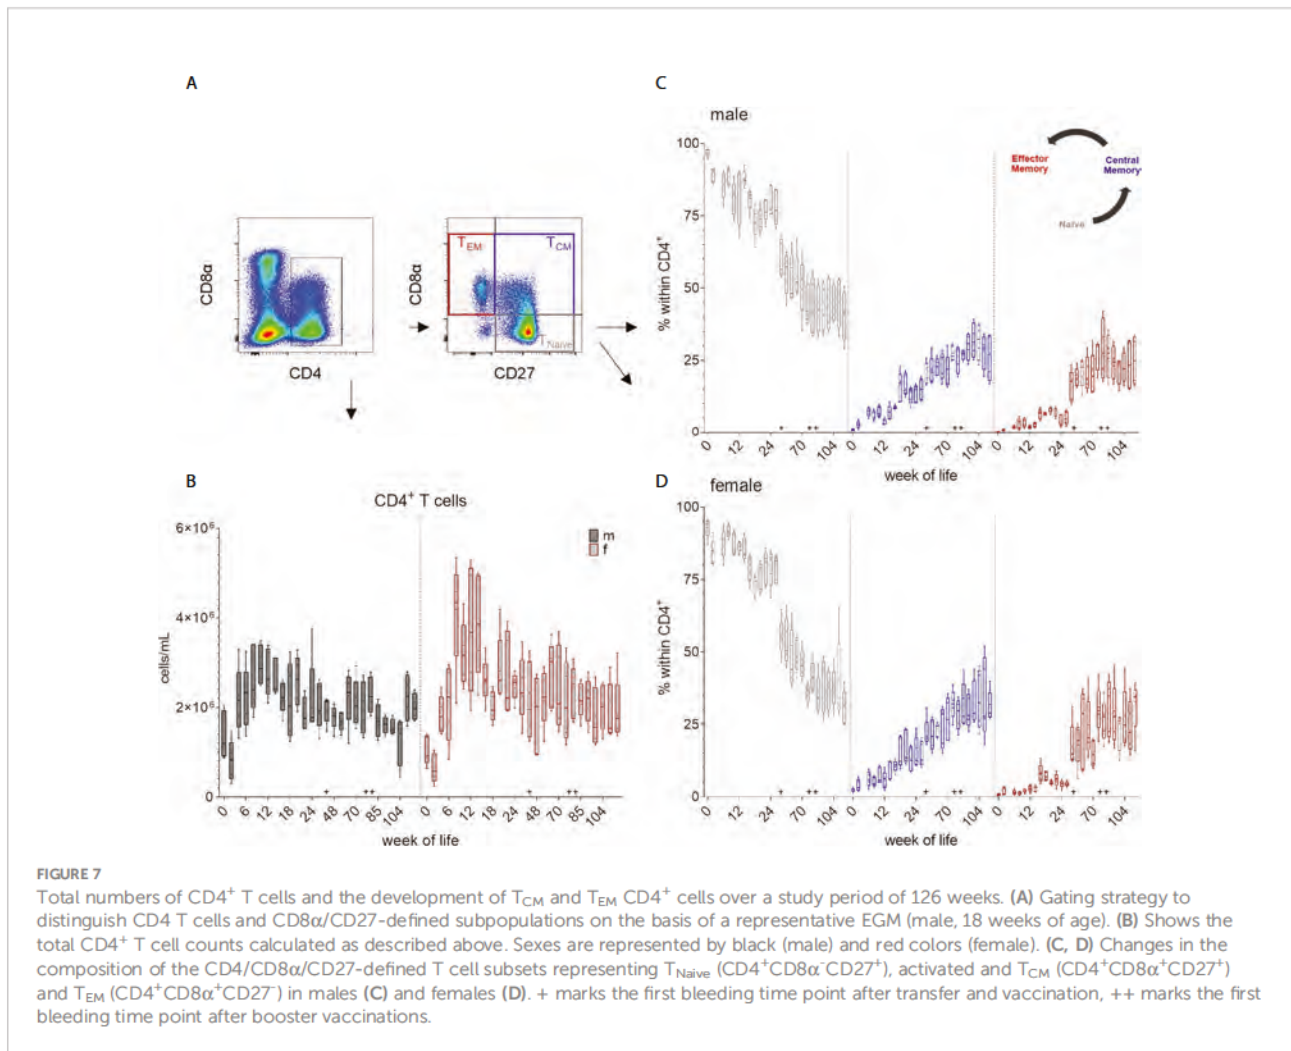 A
CD8α
CD4
CD8α
T_EM
T_CM
T_Naive
CD27
B
CD4⁺ T cells
m
f
6×10⁶
4×10⁶
2×10⁶
0
cells/mL
0 6 12 18 24 48 70 85 104 0 6 12 18 24 48 70 85 104
week of life
+ ++ + ++
C
male
Effector Memory
Central Memory
Naive
100
75
50
25
0
% within CD4⁺
+ ++ + ++ + ++
0 12 24 70 104 0 12 24 70 104 0 12 24 70 104
week of life
D
female
100
75
50
25
0
% within CD4⁺
+ ++ + ++ + ++
0 12 24 70 104 0 12 24 70 104 0 12 24 70 104
week of life
FIGURE 7
Total numbers of CD4⁺ T cells and the development of T_CM and T_EM CD4⁺ cells over a study period of 126 weeks. (A) Gating strategy to
distinguish CD4 T cells and CD8α/CD27-defined subpopulations on the basis of a representative EGM (male, 18 weeks of age). (B) Shows the
total CD4⁺ T cell counts calculated as described above. Sexes are represented by black (male) and red colors (female). (C, D) Changes in the
composition of the CD4/CD8α/CD27-defined T cell subsets representing T_Naive (CD4⁺CD8α⁻CD27⁺), activated and T_CM (CD4⁺CD8α⁺CD27⁺)
and T_EM (CD4⁺CD8α⁺CD27⁻) in males (C) and females (D). + marks the first bleeding time point after transfer and vaccination, ++ marks the first
bleeding time point after booster vaccinations.